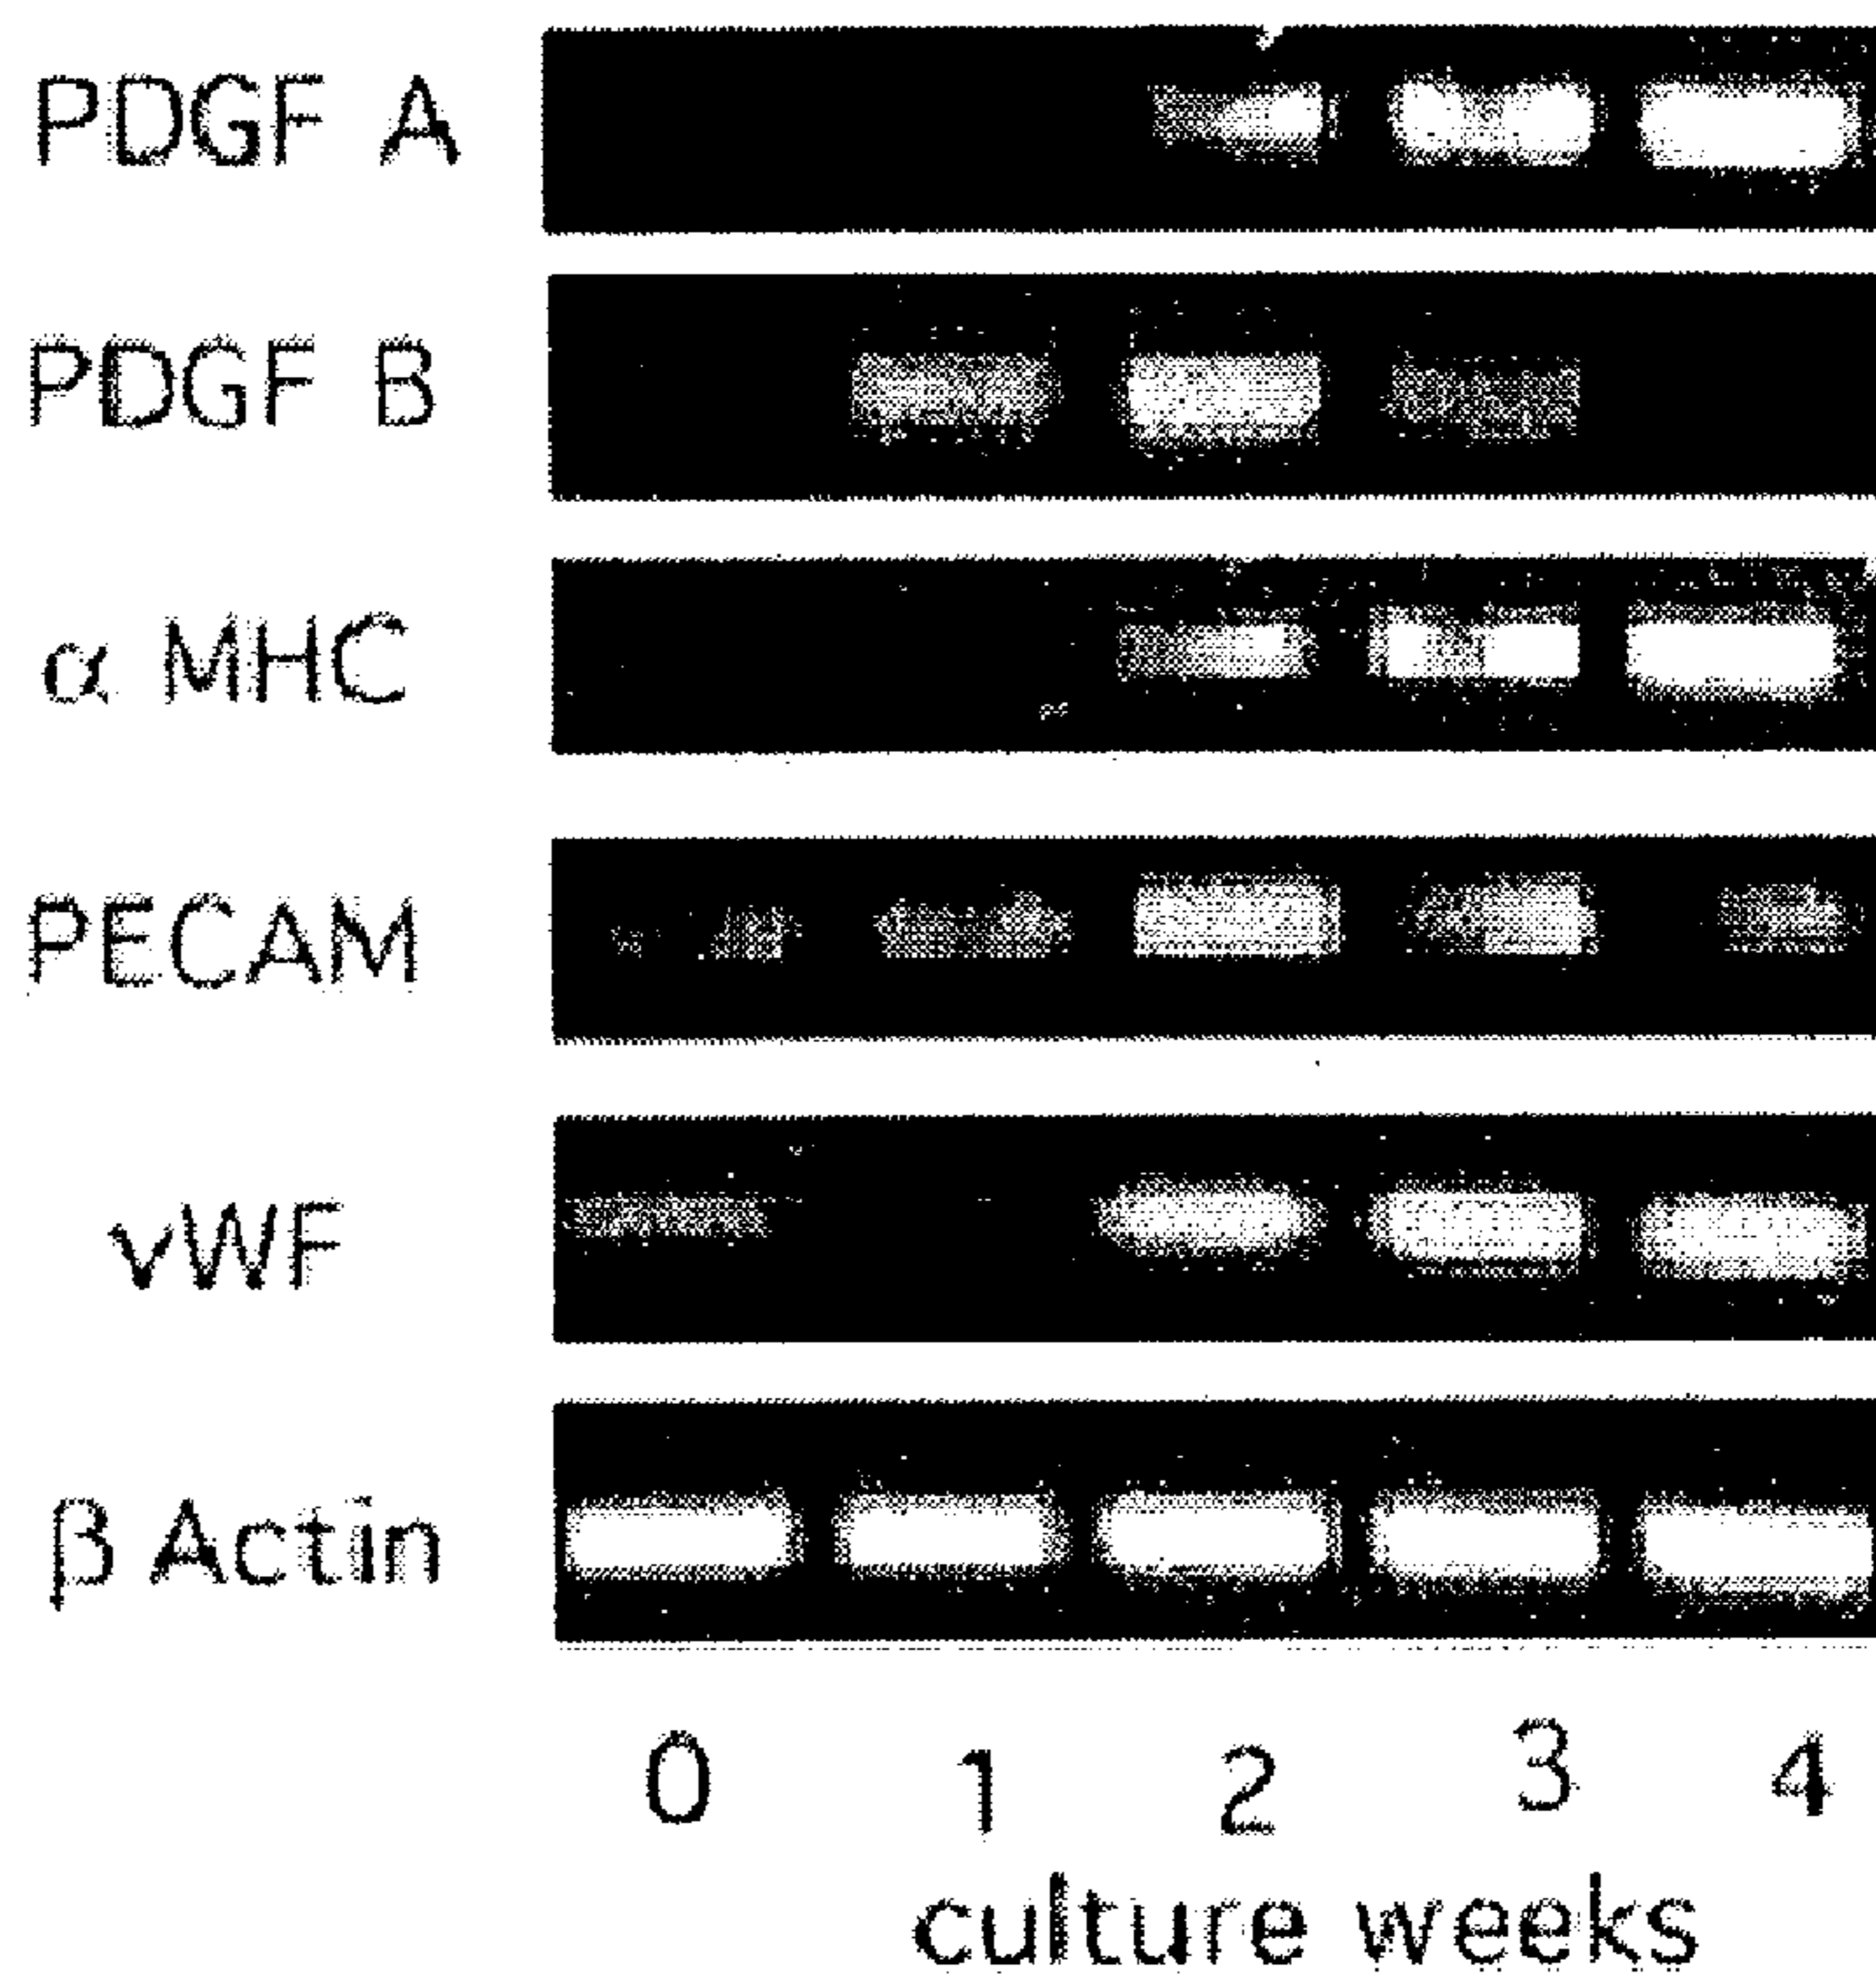 PDGF A
PDGF B
α MHC
PECAM
vWF
β Actin
0 1 2 3 4
culture weeks